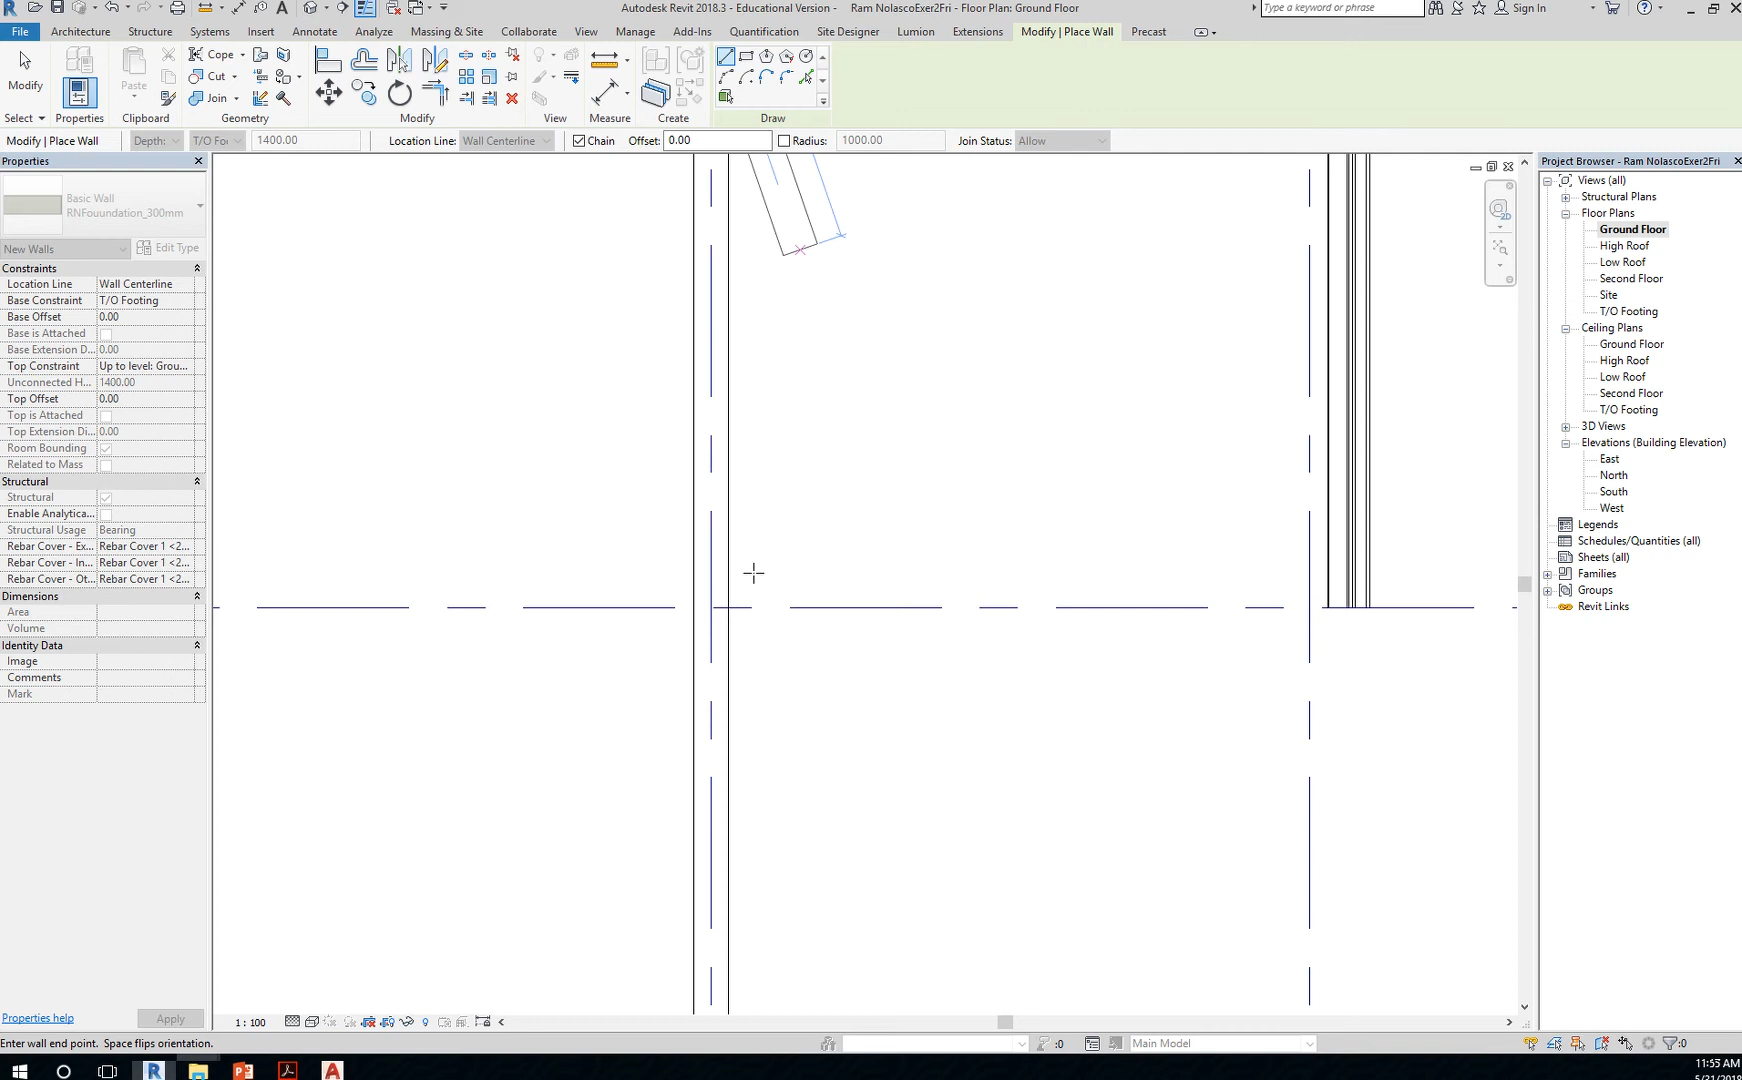 Autodesk Revit 2018.3 - Educational Version - Ram NolascoExer2Fri - Floor Plan: Ground Floor
Type a keyword or phrase
Sign In
File Architecture Structure Systems Insert Annotate Analyze Massing & Site Collaborate View Manage Add-Ins Quantification Site Designer Lumion Extensions Modify | Place Wall Precast
Modify
Paste
Cope
Cut
Join
Select Properties Clipboard Geometry Modify View Measure Create Draw
Modify | Place Wall Depth: T/O Fo 1400.00 Location Line: Wall Centerline Chain Offset: 0.00 Radius: 1000.00 Join Status: Allow
Properties
Basic Wall
RNFouundation_300mm
New Walls Edit Type
Constraints
Location Line Wall Centerline
Base Constraint T/O Footing
Base Offset 0.00
Base is Attached
Base Extension D... 0.00
Top Constraint Up to level: Grou...
Unconnected H... 1400.00
Top Offset 0.00
Top is Attached
Top Extension Di... 0.00
Room Bounding
Related to Mass
Structural
Structural
Enable Analytica...
Structural Usage Bearing
Rebar Cover - Ex... Rebar Cover 1 <2...
Rebar Cover - In... Rebar Cover 1 <2...
Rebar Cover - Ot... Rebar Cover 1 <2...
Dimensions
Area
Volume
Identity Data
Image
Comments
Mark
Properties help Apply
2D
Project Browser - Ram NolascoExer2Fri
Views (all)
Structural Plans
Floor Plans
Ground Floor
High Roof
Low Roof
Second Floor
Site
T/O Footing
Ceiling Plans
Ground Floor
High Roof
Low Roof
Second Floor
T/O Footing
3D Views
Elevations (Building Elevation)
East
North
South
West
Legends
Schedules/Quantities (all)
Sheets (all)
Families
Groups
Revit Links
1 : 100
Enter wall end point. Space flips orientation.
:0
Main Model
:0
11:55 AM
5/21/2018